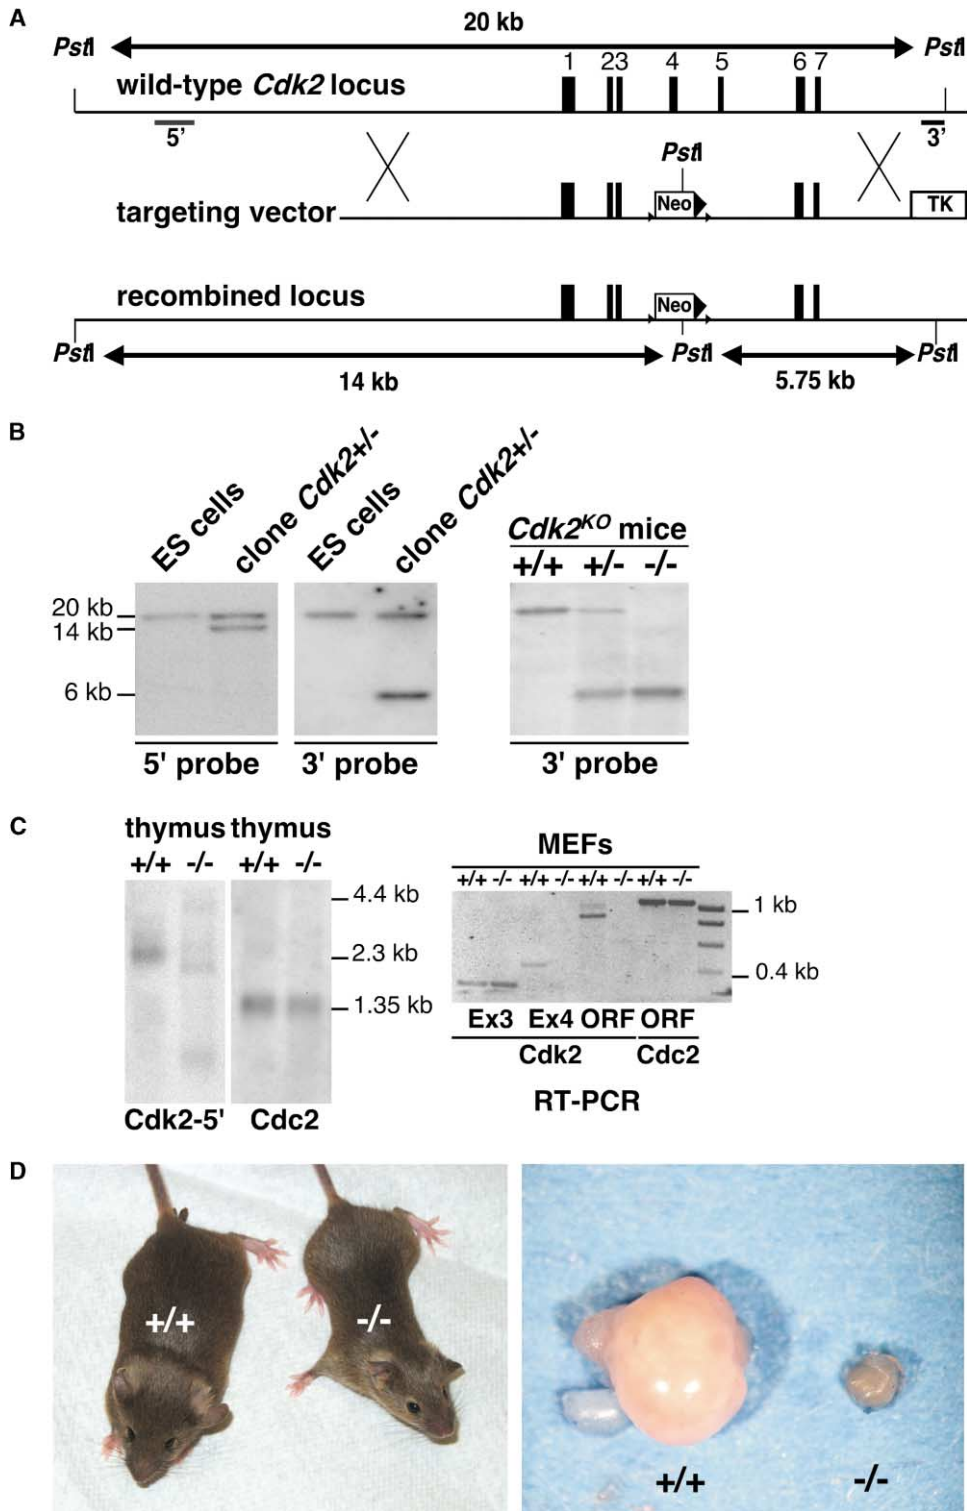 A
20 kb
PstI PstI
1 23 4 5 6 7
wild-type Cdk2 locus
5' 3'
PstI
targeting vector Neo TK
recombined locus Neo
PstI PstI PstI
14 kb 5.75 kb
B
ES cells clone Cdk2+/- ES cells clone Cdk2+/-
Cdk2KO mice
+/+ +/- -/-
20 kb
14 kb
6 kb
5' probe 3' probe 3' probe
C
thymus thymus
+/+ -/- +/+ -/-
4.4 kb
2.3 kb
1.35 kb
Cdk2-5' Cdc2
MEFs
+/+ -/- +/+ -/- +/+ -/- +/+ -/-
1 kb
0.4 kb
Ex3 Ex4 ORF ORF
Cdk2 Cdc2
RT-PCR
D
+/+ -/-
+/+ -/-